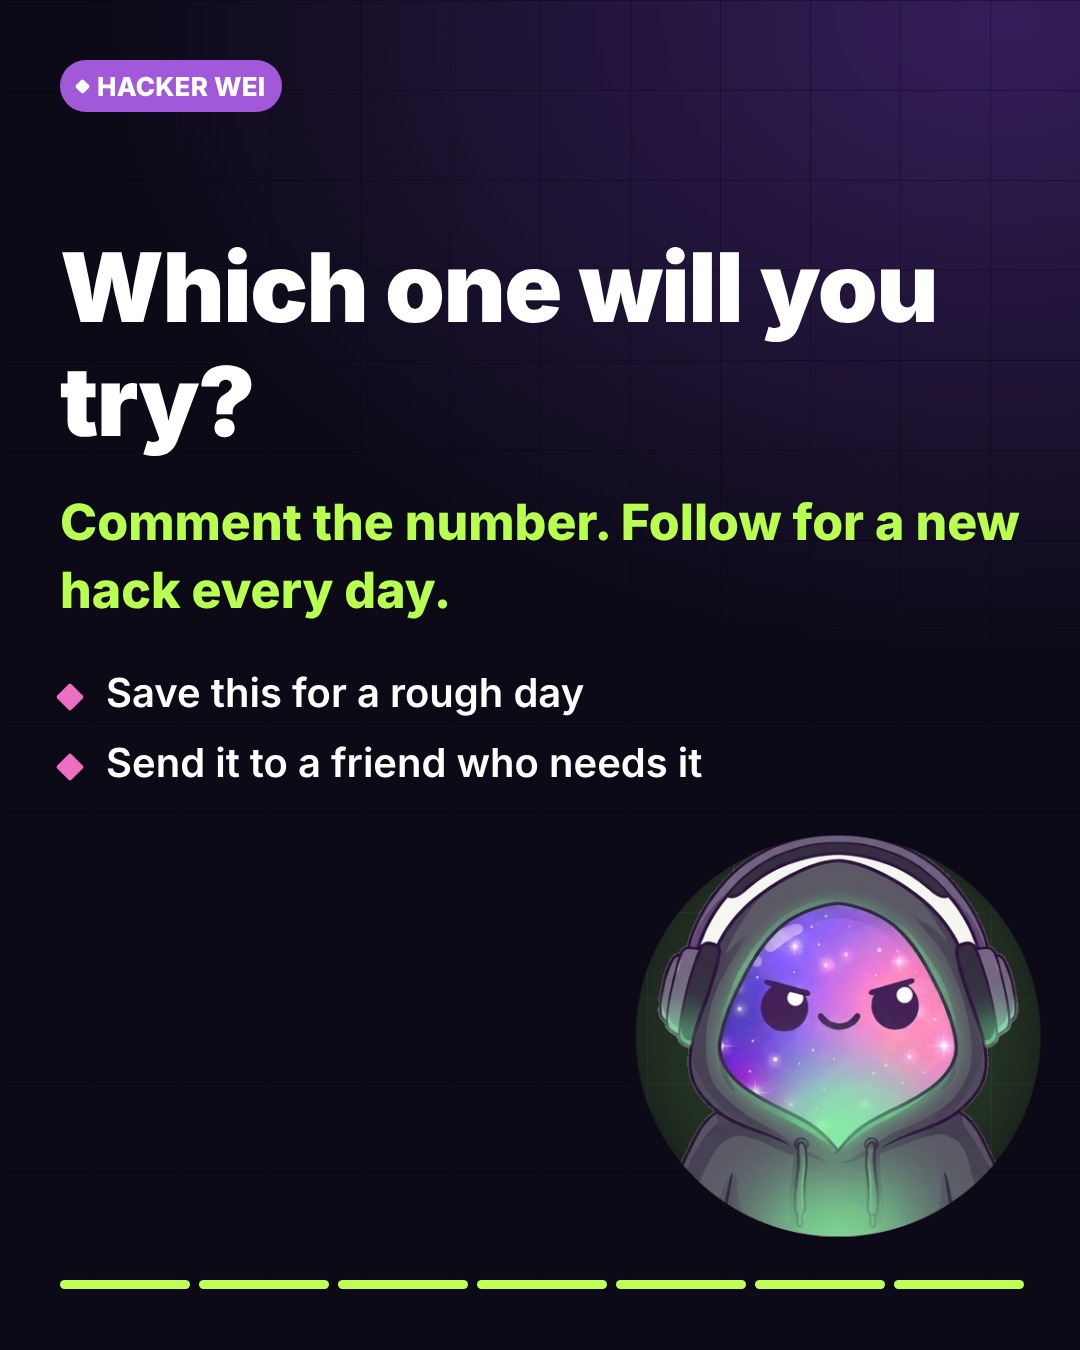 HACKER WEI
Which one will you
try?
Comment the number. Follow for a new
hack every day.
Save this for a rough day
Send it to a friend who needs it